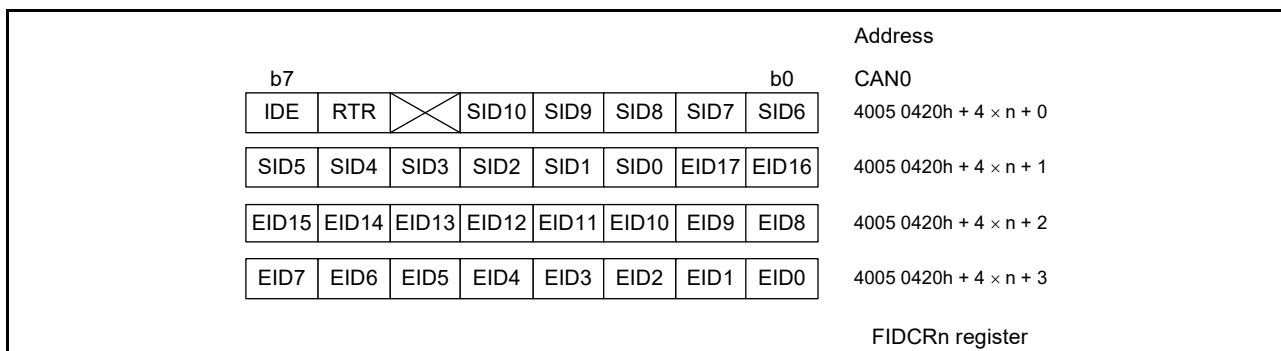 Address
b7 b0 CAN0
IDE RTR SID10 SID9 SID8 SID7 SID6 4005 0420h + 4 × n + 0
SID5 SID4 SID3 SID2 SID1 SID0 EID17 EID16 4005 0420h + 4 × n + 1
EID15 EID14 EID13 EID12 EID11 EID10 EID9 EID8 4005 0420h + 4 × n + 2
EID7 EID6 EID5 EID4 EID3 EID2 EID1 EID0 4005 0420h + 4 × n + 3
FIDCRn register